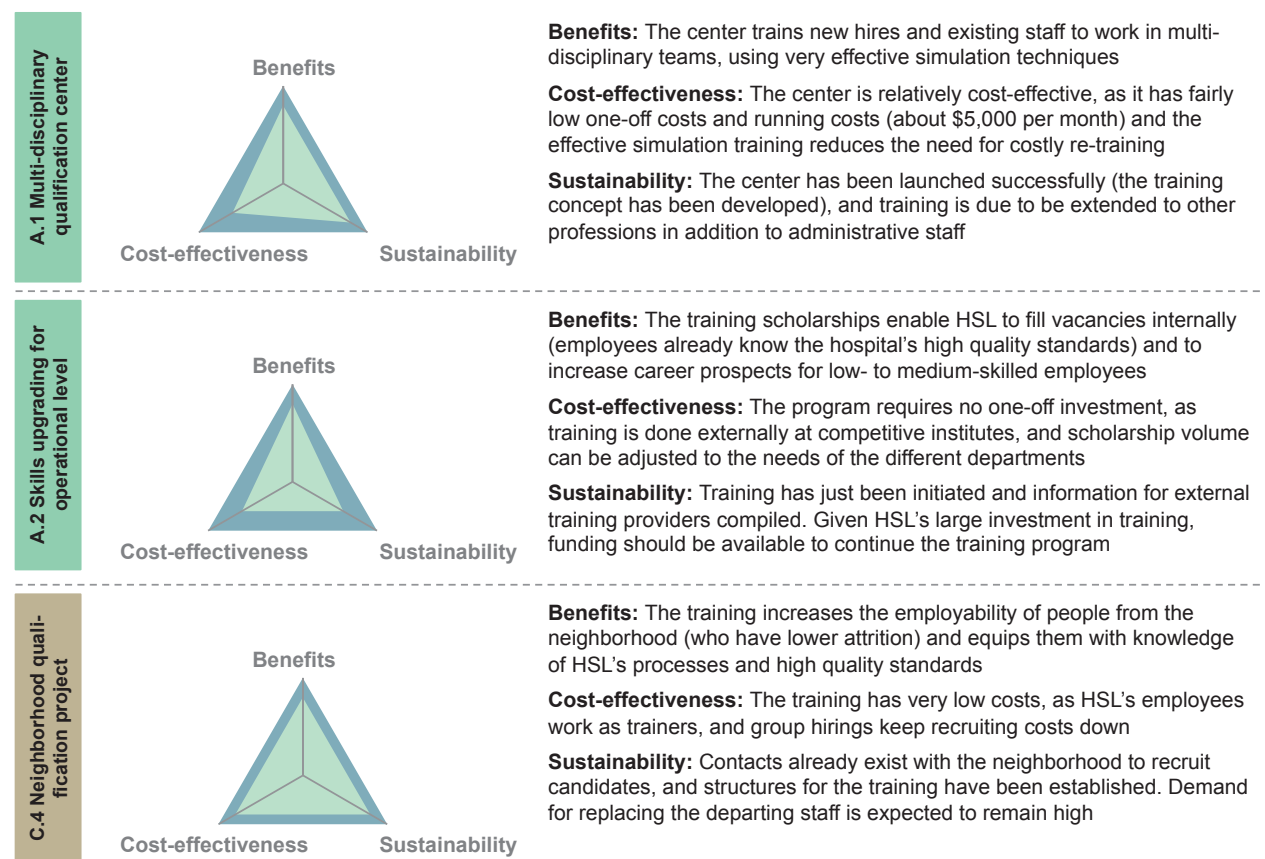 A.1 Multi-disciplinary
qualification center
Benefits
Cost-effectiveness
Sustainability
Benefits: The center trains new hires and existing staff to work in multi-
disciplinary teams, using very effective simulation techniques
Cost-effectiveness: The center is relatively cost-effective, as it has fairly
low one-off costs and running costs (about $5,000 per month) and the
effective simulation training reduces the need for costly re-training
Sustainability: The center has been launched successfully (the training
concept has been developed), and training is due to be extended to other
professions in addition to administrative staff
A.2 Skills upgrading for
operational level
Benefits
Cost-effectiveness
Sustainability
Benefits: The training scholarships enable HSL to fill vacancies internally
(employees already know the hospital's high quality standards) and to
increase career prospects for low- to medium-skilled employees
Cost-effectiveness: The program requires no one-off investment, as
training is done externally at competitive institutes, and scholarship volume
can be adjusted to the needs of the different departments
Sustainability: Training has just been initiated and information for external
training providers compiled. Given HSL's large investment in training,
funding should be available to continue the training program
C.4 Neighborhood quali-
fication project
Benefits
Cost-effectiveness
Sustainability
Benefits: The training increases the employability of people from the
neighborhood (who have lower attrition) and equips them with knowledge
of HSL's processes and high quality standards
Cost-effectiveness: The training has very low costs, as HSL's employees
work as trainers, and group hirings keep recruiting costs down
Sustainability: Contacts already exist with the neighborhood to recruit
candidates, and structures for the training have been established. Demand
for replacing the departing staff is expected to remain high